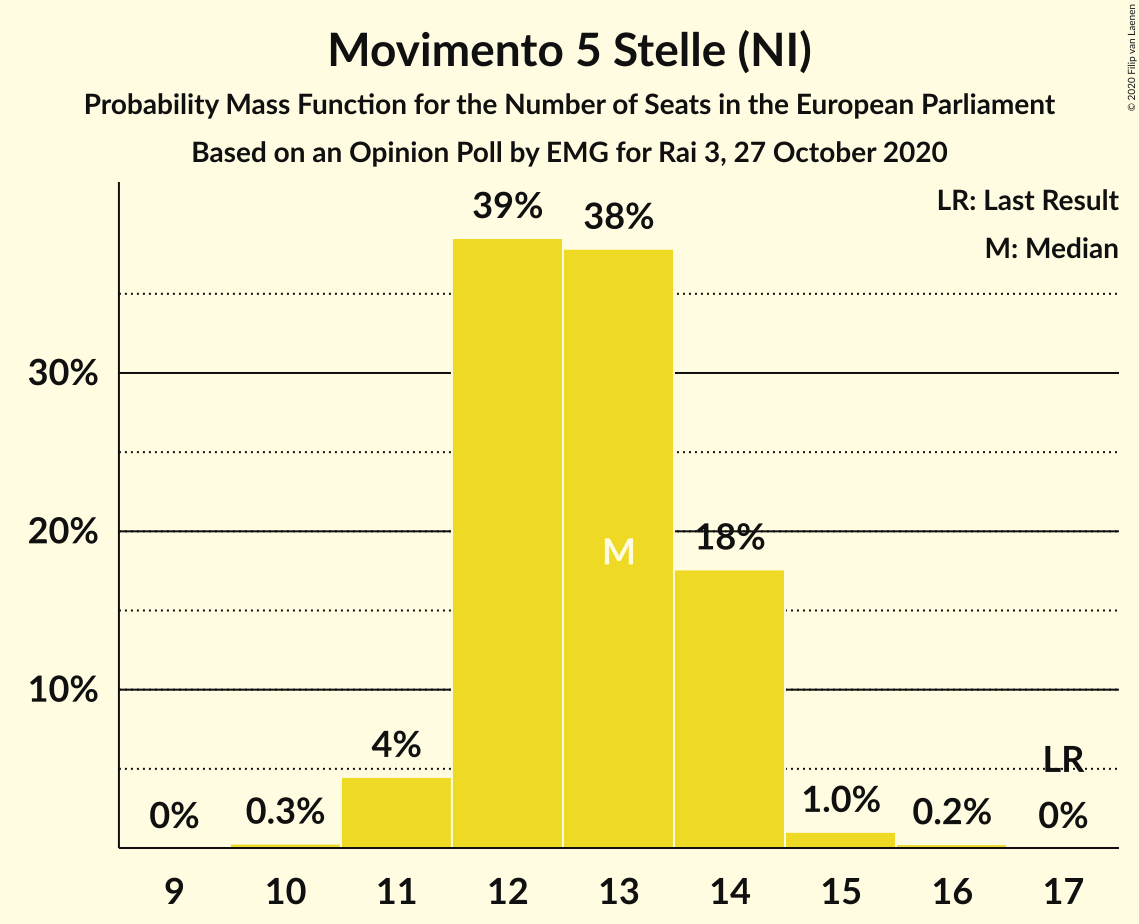 © 2020 Filip van Laenen
Movimento 5 Stelle (NI)
Probability Mass Function for the Number of Seats in the European Parliament
Based on an Opinion Poll by EMG for Rai 3, 27 October 2020
LR: Last Result
M: Median
39%
38%
30%
20%
18%
M
10%
4%
LR
0%
0.3%
1.0%
0.2%
0%
9 10 11 12 13 14 15 16 17